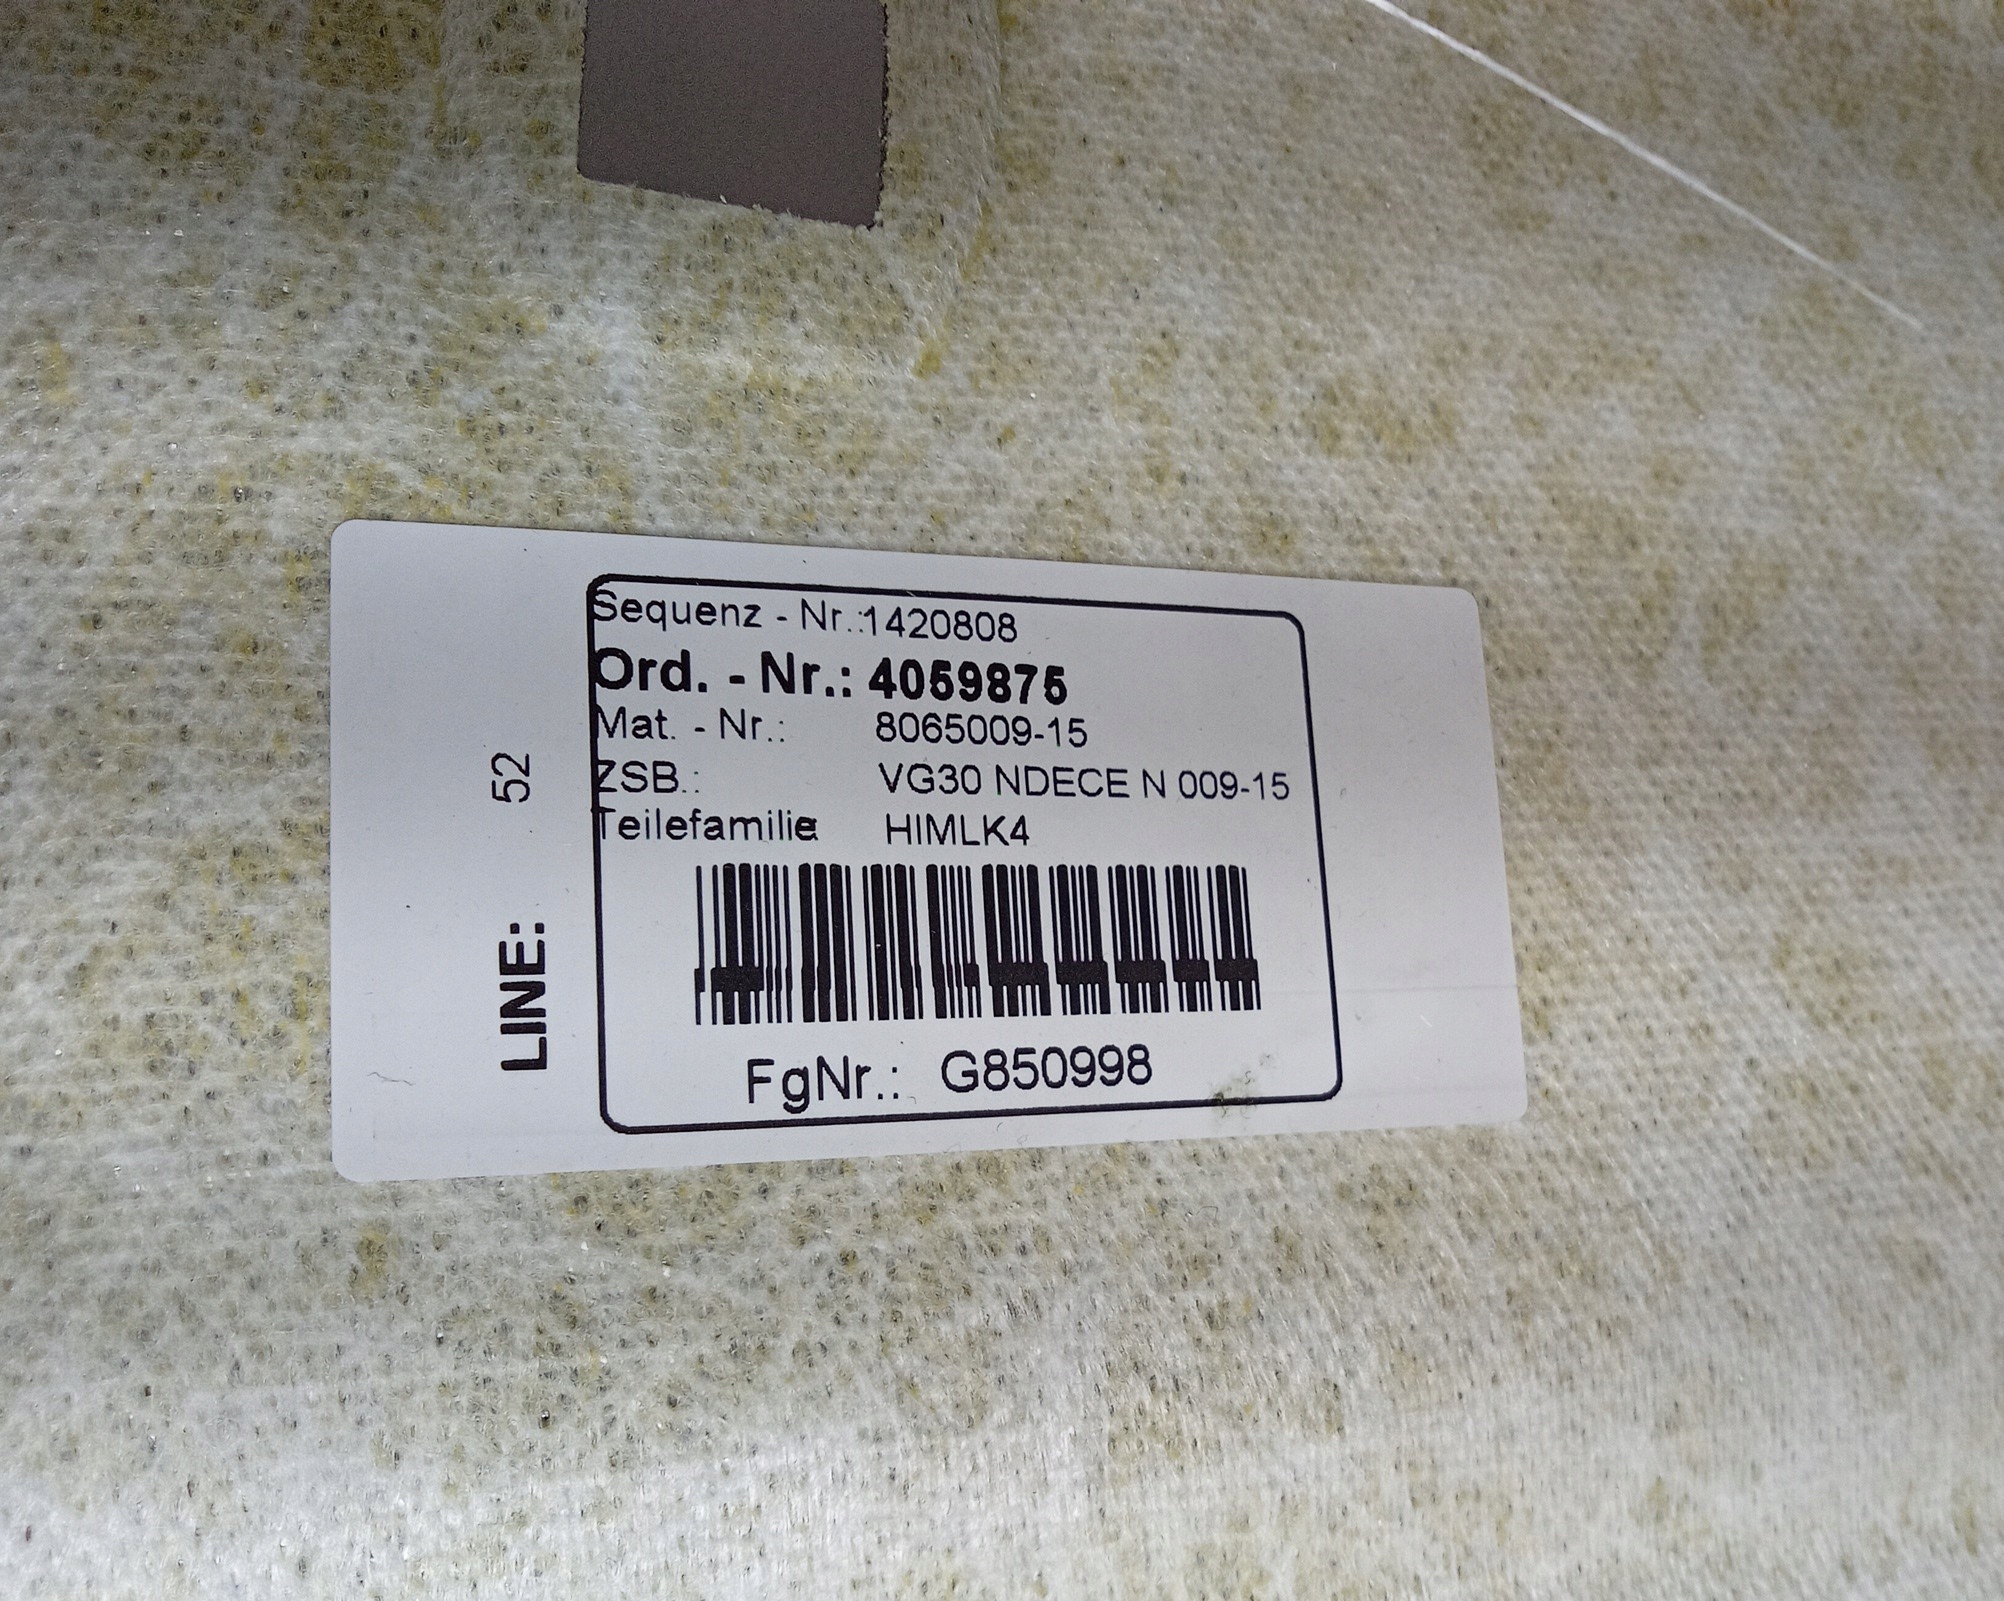 Sequenz - Nr.:1420808
Ord. - Nr.: 4059875
Mat. - Nr.: 8065009-15
ZSB.: VG30 NDECE N 009-15
Teilefamilie HIMLK4
FgNr.: G850998
LINE: 52